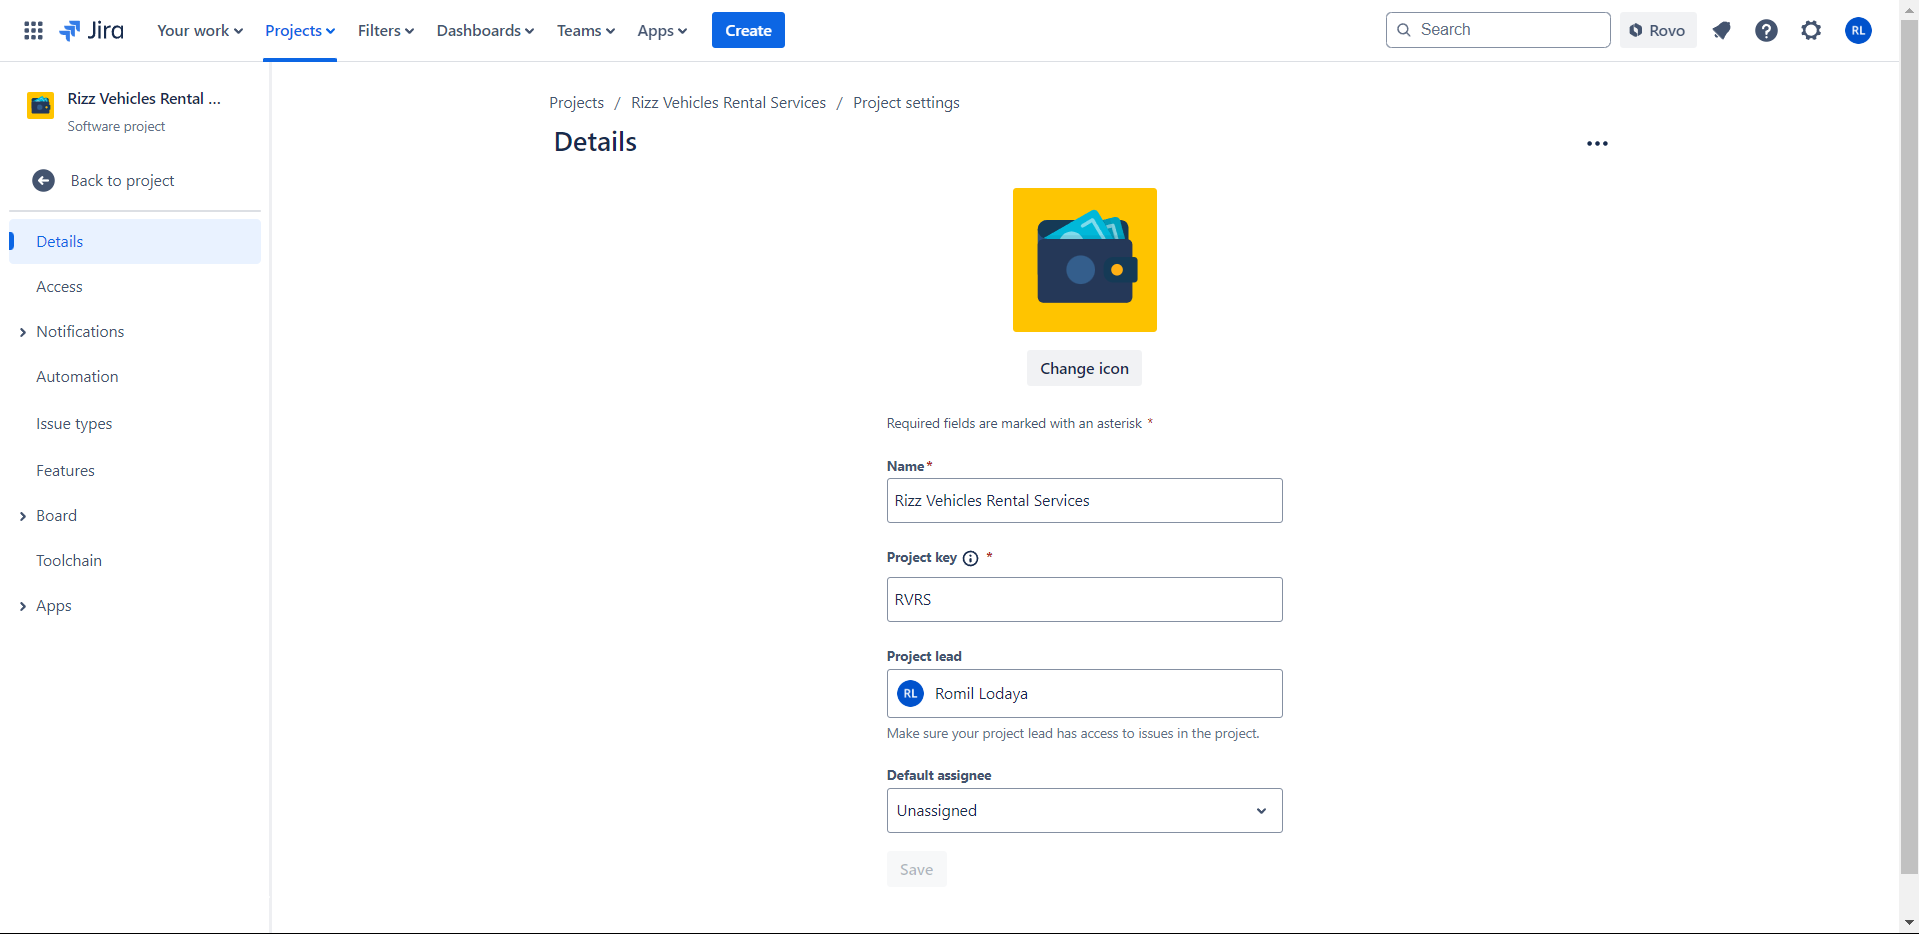 Jira Your work Projects Filters Dashboards Teams Apps Create Search Rovo RL
Rizz Vehicles Rental ...
Software project
Back to project
Details
Access
Notifications
Automation
Issue types
Features
Board
Toolchain
Apps
Projects / Rizz Vehicles Rental Services / Project settings
Details
Change icon
Required fields are marked with an asterisk *
Name*
Rizz Vehicles Rental Services
Project key *
RVRS
Project lead
RL Romil Lodaya
Make sure your project lead has access to issues in the project.
Default assignee
Unassigned
Save